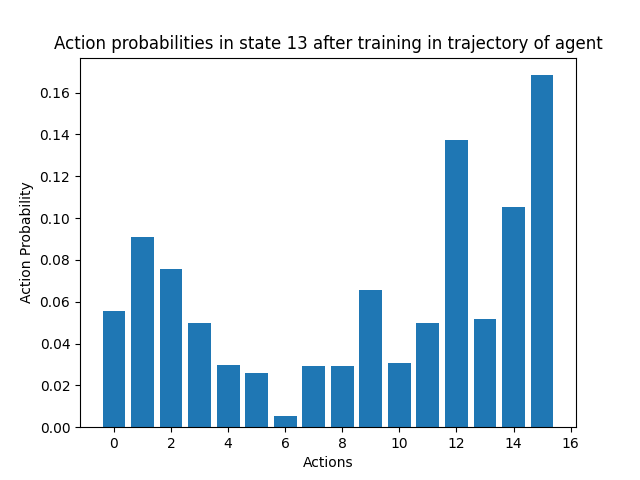 Action probabilities in state 13 after training in trajectory of agent
0.16
0.14
0.12
0.10
0.08
0.06
0.04
0.02
0.00
Action Probability
0 2 4 6 8 10 12 14 16
Actions